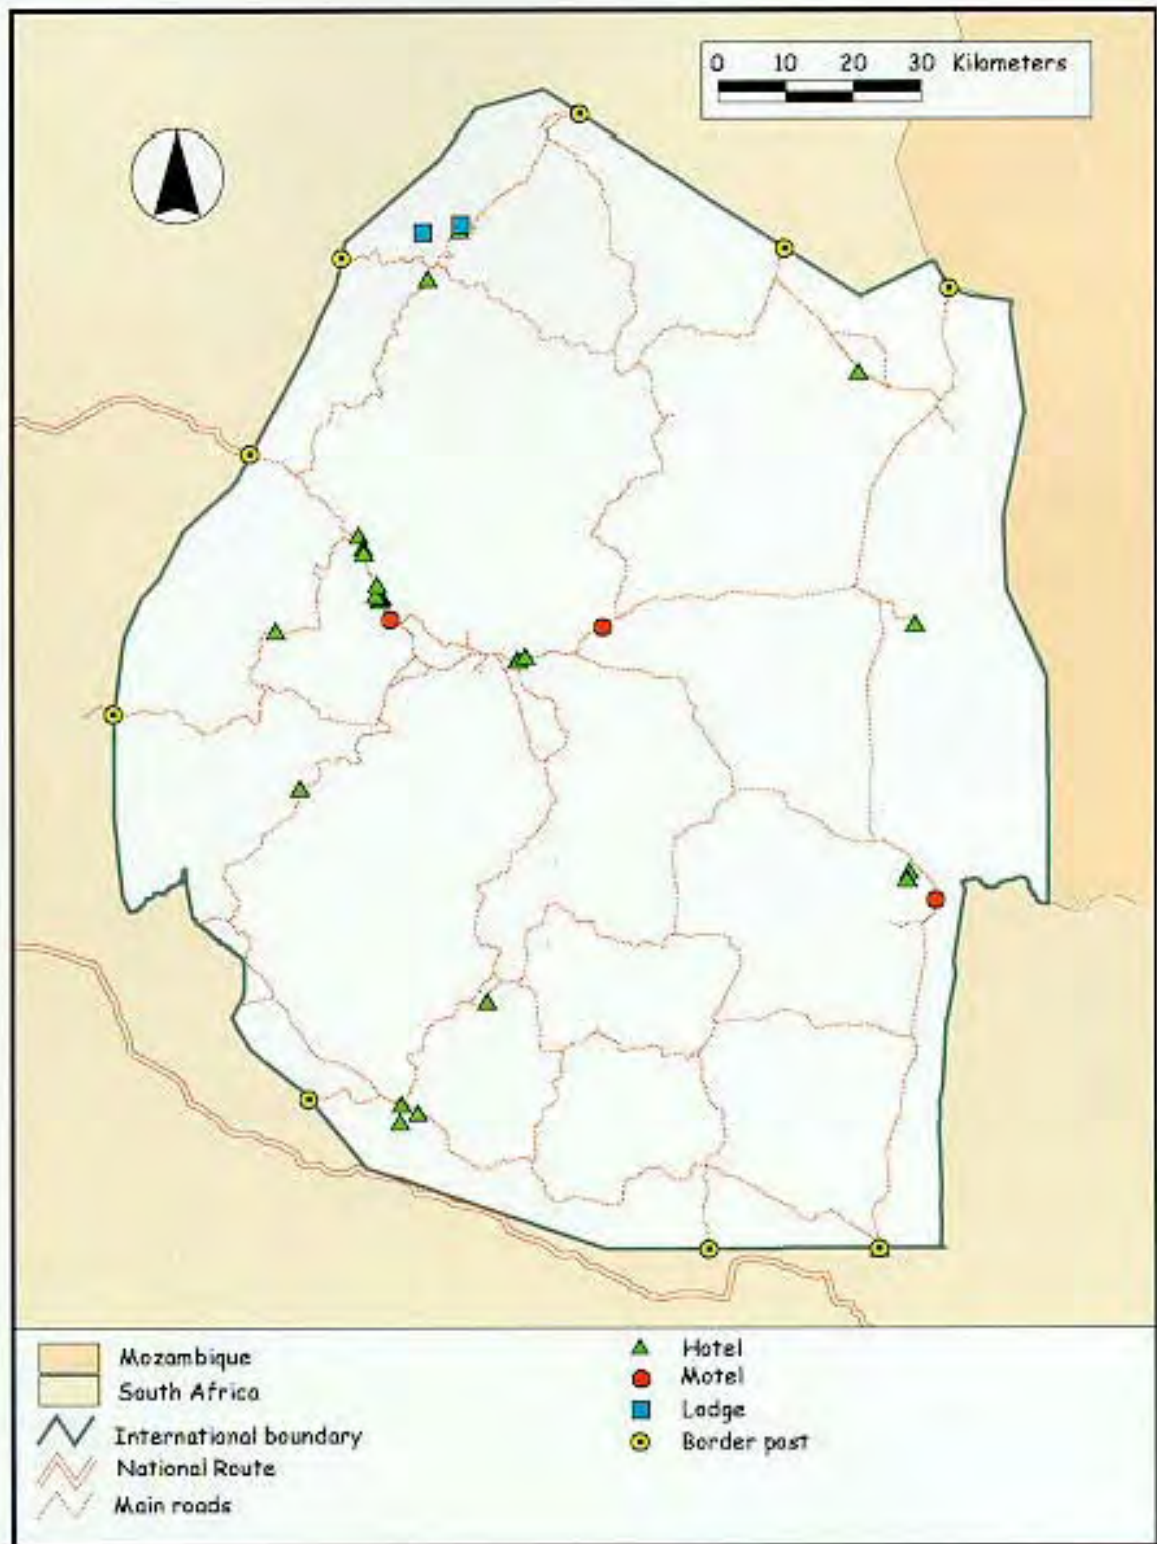 0 10 20 30 Kilometers
Mozambique
South Africa
International boundary
National Route
Main roads
Hotel
Motel
Lodge
Border post